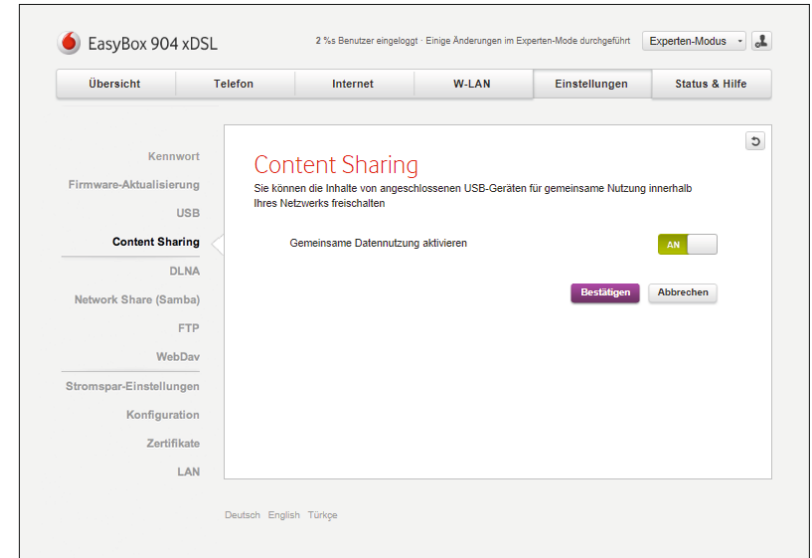 EasyBox 904 xDSL
2 %s Benutzer eingeloggt · Einige Änderungen im Experten-Mode durchgeführt
Experten-Modus
Übersicht Telefon Internet W-LAN Einstellungen Status & Hilfe
Kennwort
Firmware-Aktualisierung
USB
Content Sharing
DLNA
Network Share (Samba)
FTP
WebDav
Stromspar-Einstellungen
Konfiguration
Zertifikate
LAN
Content Sharing
Sie können die Inhalte von angeschlossenen USB-Geräten für gemeinsame Nutzung innerhalb
Ihres Netzwerks freischalten
Gemeinsame Datennutzung aktivieren
AN
Bestätigen Abbrechen
Deutsch English Türkçe